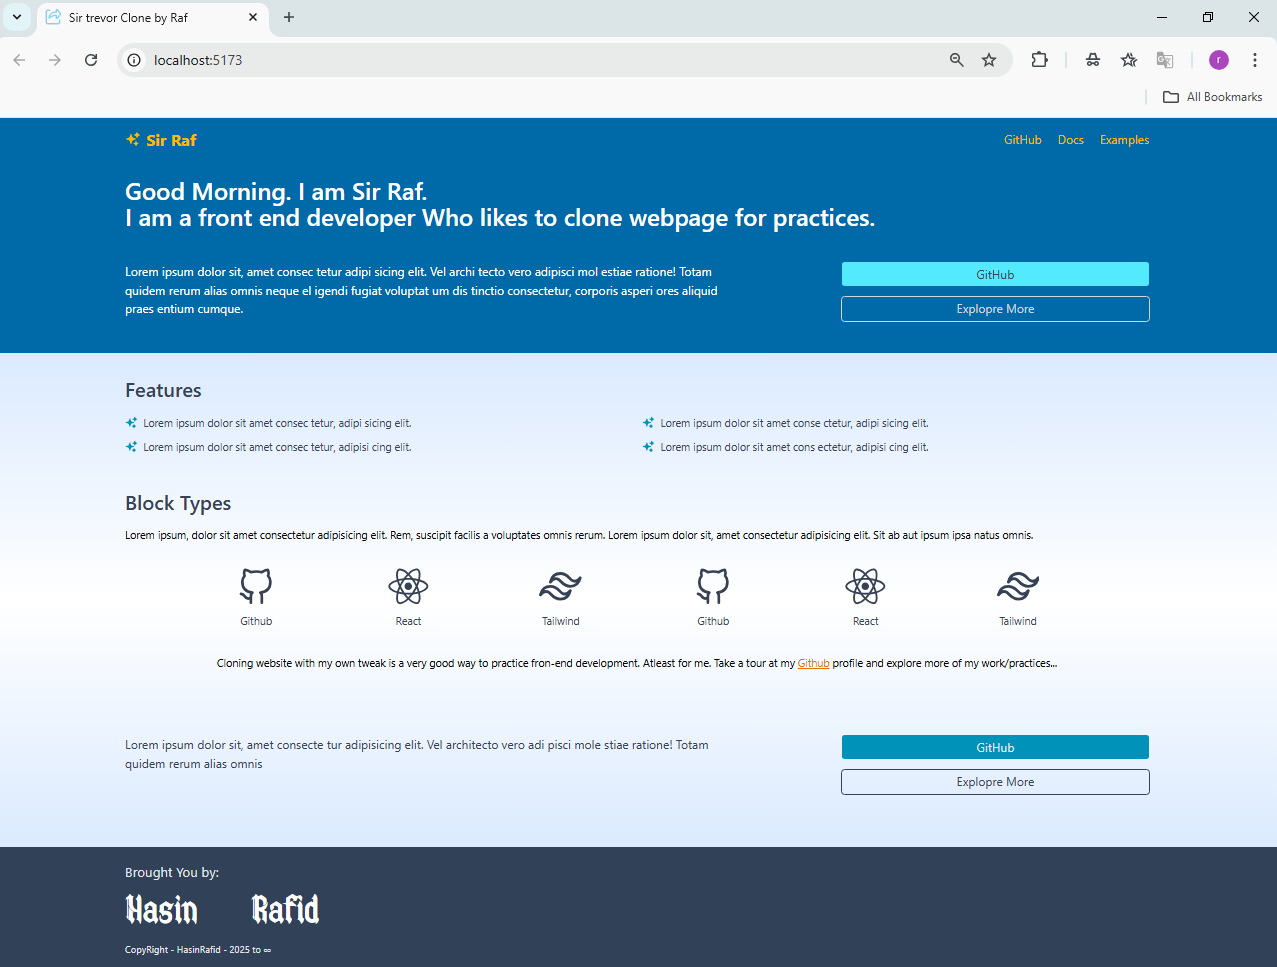 Sir trevor Clone by Raf
localhost:5173
r
All Bookmarks
Sir Raf
GitHub Docs Examples
Good Morning. I am Sir Raf.
I am a front end developer Who likes to clone webpage for practices.
Lorem ipsum dolor sit, amet consec tetur adipi sicing elit. Vel archi tecto vero adipisci mol estiae ratione! Totam
quidem rerum alias omnis neque el igendi fugiat voluptat um dis tinctio consectetur, corporis asperi ores aliquid
praes entium cumque.
GitHub
Explopre More
Features
Lorem ipsum dolor sit amet consec tetur, adipi sicing elit.
Lorem ipsum dolor sit amet conse ctetur, adipi sicing elit.
Lorem ipsum dolor sit amet consec tetur, adipisi cing elit.
Lorem ipsum dolor sit amet cons ectetur, adipisi cing elit.
Block Types
Lorem ipsum, dolor sit amet consectetur adipisicing elit. Rem, suscipit facilis a voluptates omnis rerum. Lorem ipsum dolor sit, amet consectetur adipisicing elit. Sit ab aut ipsum ipsa natus omnis.
Github React Tailwind Github React Tailwind
Cloning website with my own tweak is a very good way to practice fron-end development. Atleast for me. Take a tour at my Github profile and explore more of my work/practices...
Lorem ipsum dolor sit, amet consecte tur adipisicing elit. Vel architecto vero adi pisci mole stiae ratione! Totam
quidem rerum alias omnis
GitHub
Explopre More
Brought You by:
Hasin Rafid
CopyRight - HasinRafid - 2025 to ∞